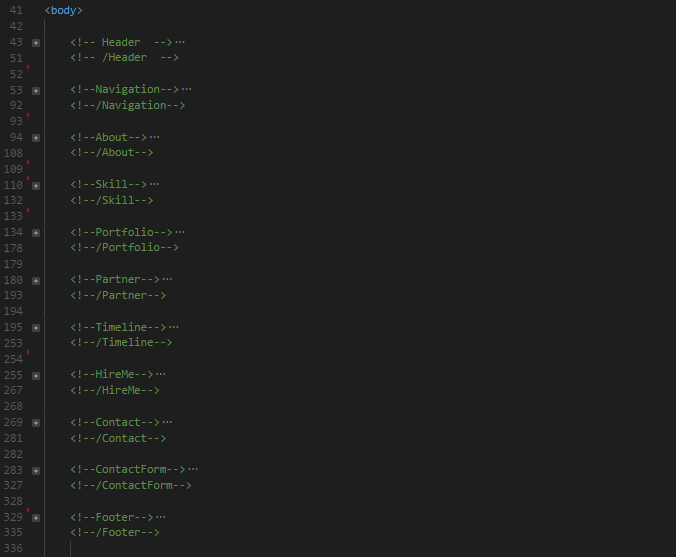 41 <body>
42
43 <!-- Header  -->···
51 <!-- /Header  -->
52
53 <!--Navigation-->···
92 <!--/Navigation-->
93
94 <!--About-->···
108 <!--/About-->
109
110 <!--Skill-->···
132 <!--/Skill-->
133
134 <!--Portfolio-->···
178 <!--/Portfolio-->
179
180 <!--Partner-->···
193 <!--/Partner-->
194
195 <!--Timeline-->···
253 <!--/Timeline-->
254
255 <!--HireMe-->···
267 <!--/HireMe-->
268
269 <!--Contact-->···
281 <!--/Contact-->
282
283 <!--ContactForm-->···
327 <!--/ContactForm-->
328
329 <!--Footer-->···
335 <!--/Footer-->
336